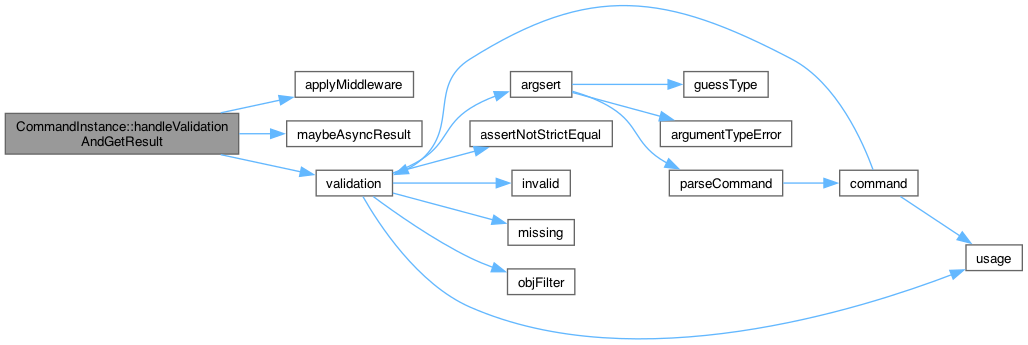 CommandInstance::handleValidation
AndGetResult
applyMiddleware
maybeAsyncResult
validation
argsert
assertNotStrictEqual
invalid
missing
objFilter
guessType
argumentTypeError
parseCommand
command
usage